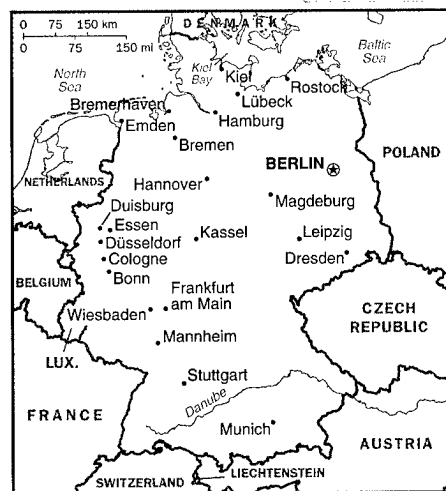 0 75 150 km
0 75 150 mi
DENMARK
Baltic
Sea
North
Sea
Kiel
Bay
Kiel
Rostock
Lübeck
Bremerhaven
Hamburg
Emden
Bremen
BERLIN
POLAND
NETHERLANDS
Hannover
Magdeburg
Duisburg
Essen
Düsseldorf
Kassel
Leipzig
Cologne
Dresden
Bonn
BELGIUM
Frankfurt
am Main
Wiesbaden
CZECH
REPUBLIC
Mannheim
LUX.
Stuttgart
Danube
FRANCE
Munich
AUSTRIA
LIECHTENSTEIN
SWITZERLAND